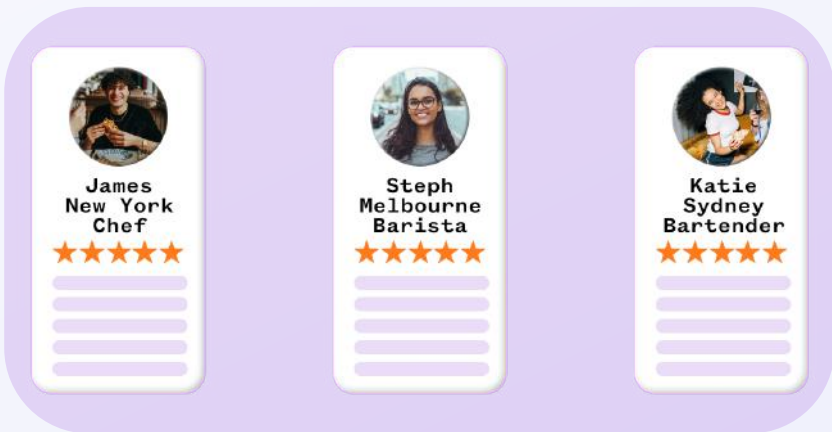 James
New York
Chef
Steph
Melbourne
Barista
Katie
Sydney
Bartender